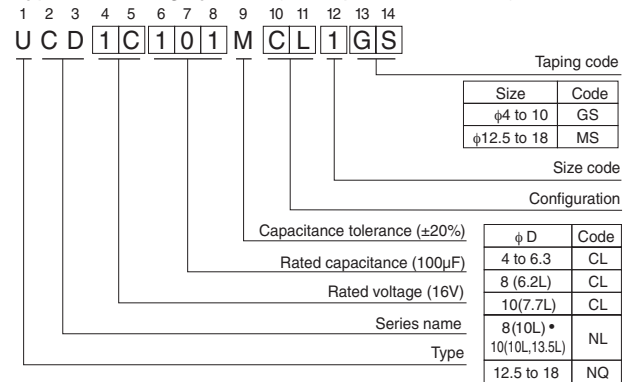 1 2 3 4 5 6 7 8 9 10 11 12 13 14
U C D 1 C 1 0 1 M C L 1 G S
Taping code
Size Code
ϕ4 to 10 GS
ϕ12.5 to 18 MS
Size code
Configuration
Capacitance tolerance (±20%)
Rated capacitance (100µF)
Rated voltage (16V)
Series name
Type
ϕ D Code
4 to 6.3 CL
8 (6.2L) CL
10(7.7L) CL
8(10L) •
10(10L,13.5L) NL
12.5 to 18 NQ